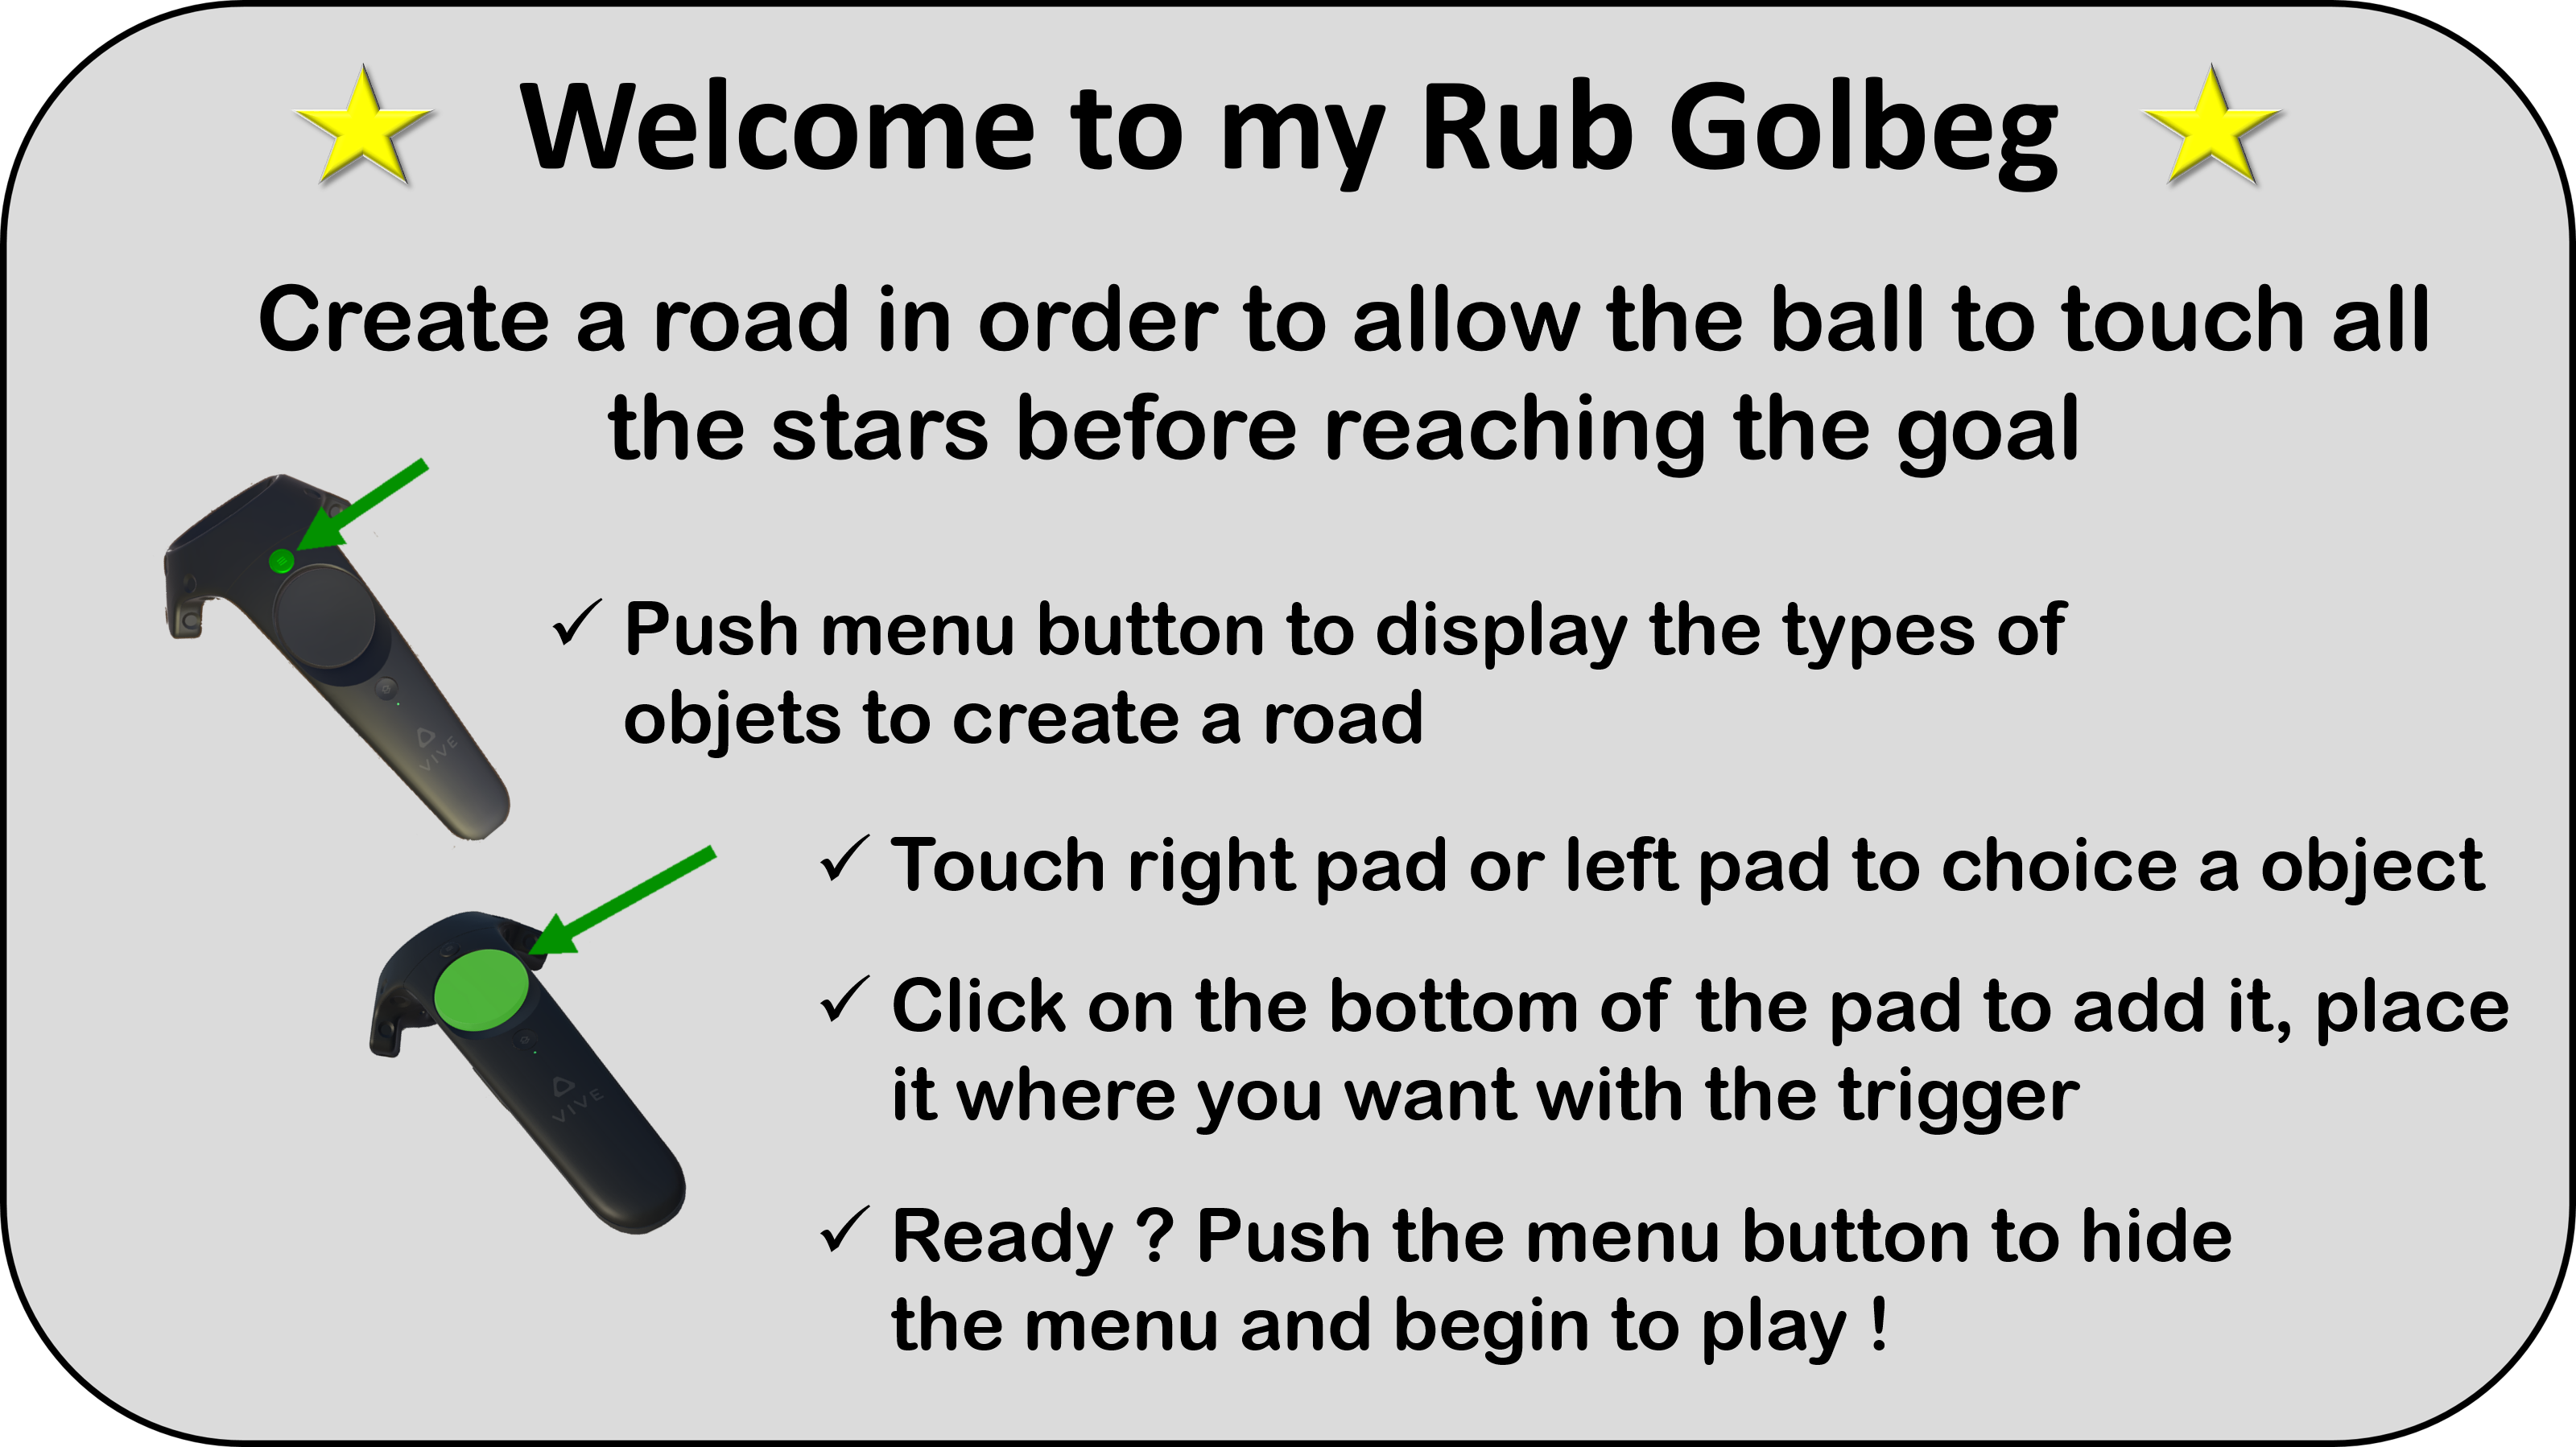 Welcome to my Rub Golbeg
Create a road in order to allow the ball to touch all
the stars before reaching the goal
✓ Push menu button to display the types of
objets to create a road
VIVE
✓ Touch right pad or left pad to choice a object
✓ Click on the bottom of the pad to add it, place
it where you want with the trigger
VIVE
✓ Ready ? Push the menu button to hide
the menu and begin to play !